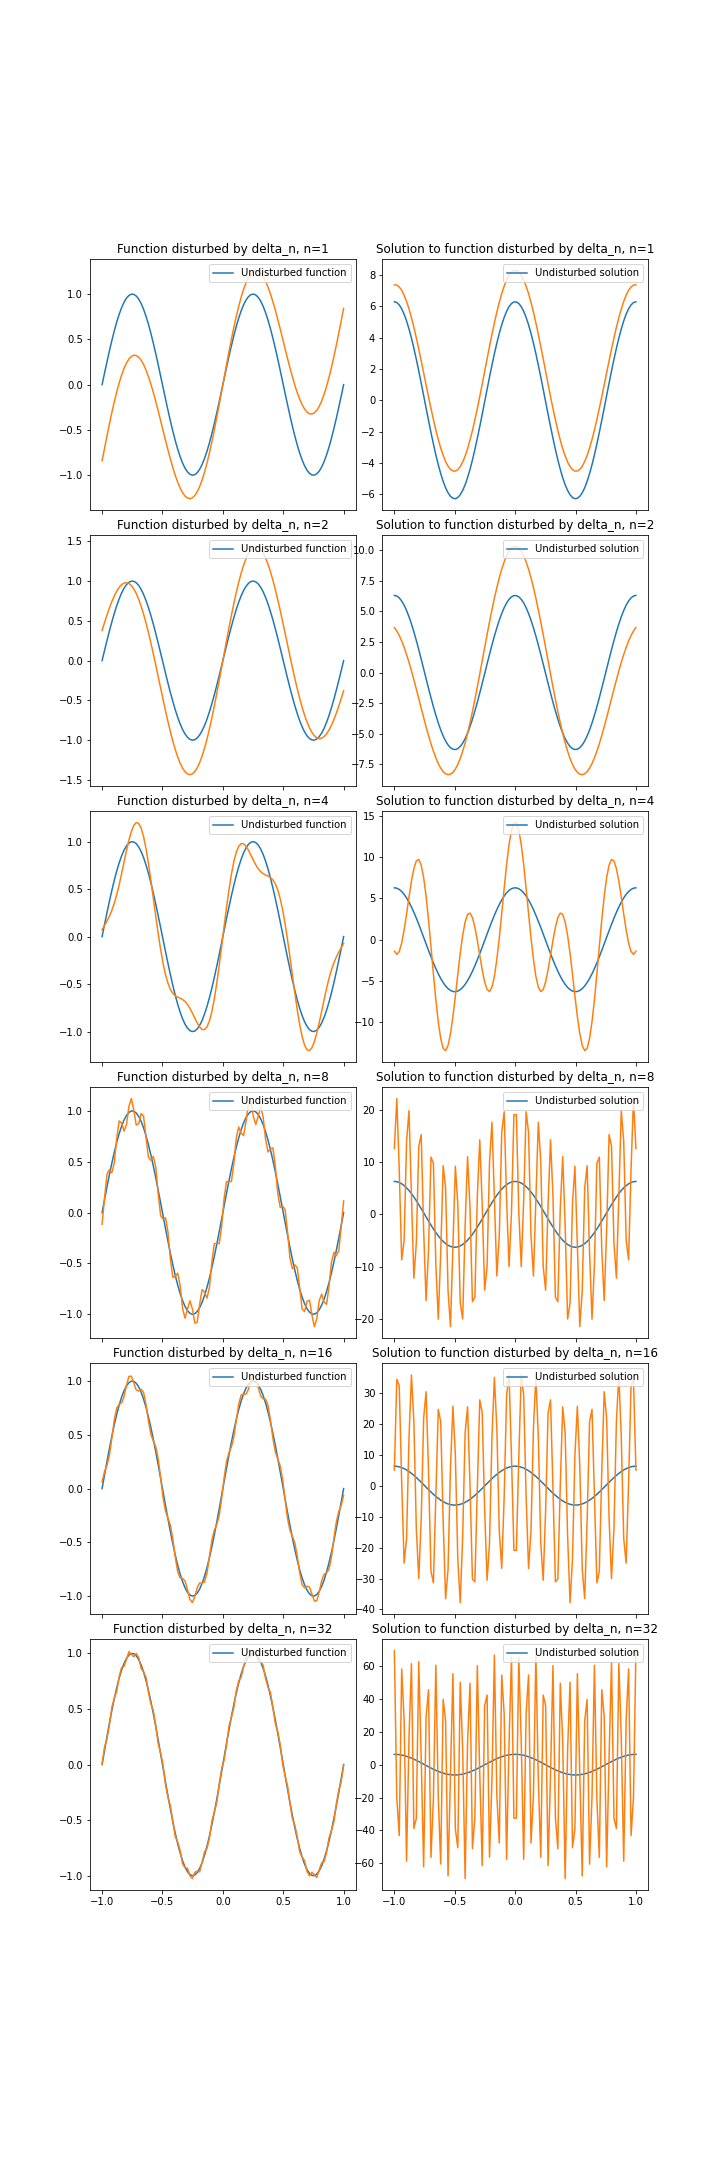 Function disturbed by delta_n, n=1
Undisturbed function
1.0
0.5
0.0
−0.5
−1.0
Solution to function disturbed by delta_n, n=1
Undisturbed solution
8
6
4
2
0
−2
−4
−6
Function disturbed by delta_n, n=2
Undisturbed function
1.5
1.0
0.5
0.0
−0.5
−1.0
−1.5
Solution to function disturbed by delta_n, n=2
Undisturbed solution
10.0
7.5
5.0
2.5
0.0
−2.5
−5.0
−7.5
Function disturbed by delta_n, n=4
Undisturbed function
1.0
0.5
0.0
−0.5
−1.0
Solution to function disturbed by delta_n, n=4
Undisturbed solution
15
10
5
0
−5
−10
Function disturbed by delta_n, n=8
Undisturbed function
1.0
0.5
0.0
−0.5
−1.0
Solution to function disturbed by delta_n, n=8
Undisturbed solution
20
10
0
−10
−20
Function disturbed by delta_n, n=16
Undisturbed function
1.0
0.5
0.0
−0.5
−1.0
Solution to function disturbed by delta_n, n=16
Undisturbed solution
30
20
10
0
−10
−20
−30
−40
Function disturbed by delta_n, n=32
Undisturbed function
1.0
0.5
0.0
−0.5
−1.0
−1.0 −0.5 0.0 0.5 1.0
Solution to function disturbed by delta_n, n=32
Undisturbed solution
60
40
20
0
−20
−40
−60
−1.0 −0.5 0.0 0.5 1.0